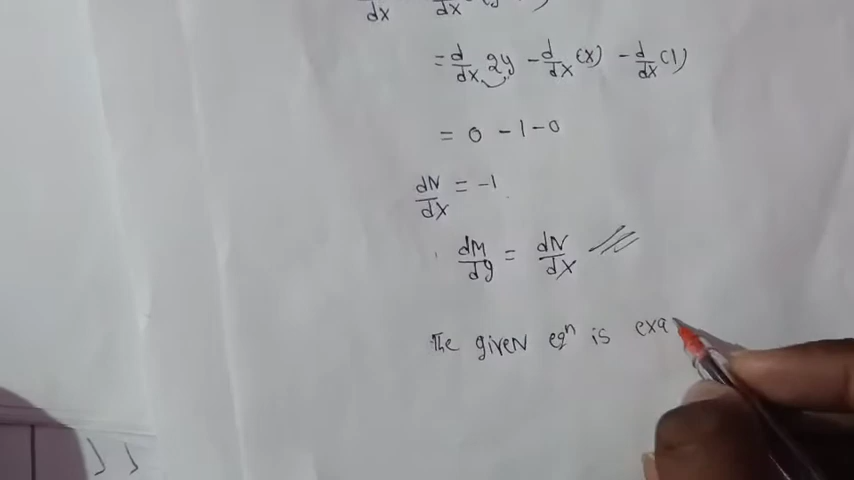 = d/dx 2y - d/dx (x) - d/dx (1)
= 0 - 1 - 0
dN/dx = -1
dM/dy = dN/dx
The given eqⁿ is exa